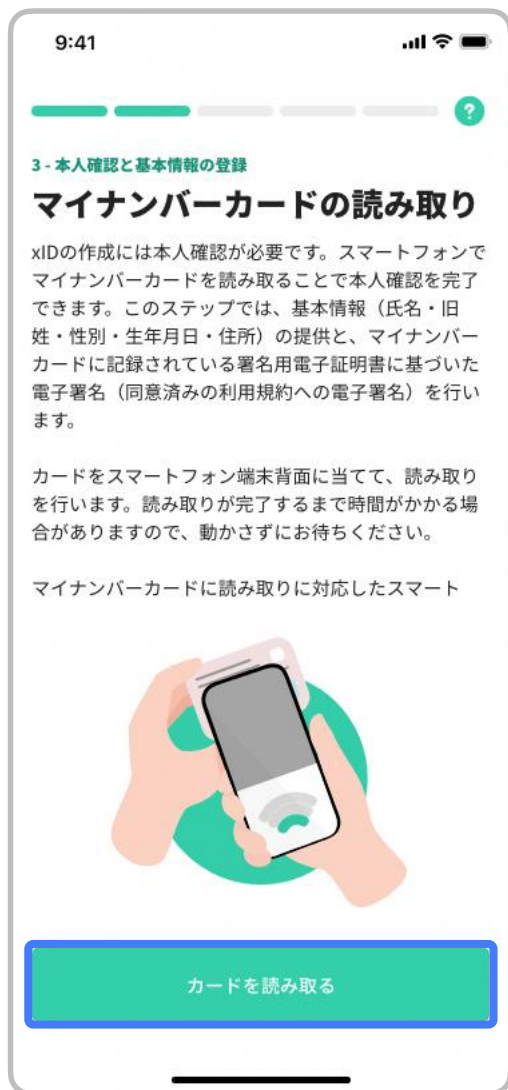 9:41
?
3 - 本人確認と基本情報の登録
マイナンバーカードの読み取り
xIDの作成には本人確認が必要です。スマートフォンで
マイナンバーカードを読み取ることで本人確認を完了
できます。このステップでは、基本情報（氏名・旧
姓・性別・生年月日・住所）の提供と、マイナンバー
カードに記録されている署名用電子証明書に基づいた
電子署名（同意済みの利用規約への電子署名）を行い
ます。
カードをスマートフォン端末背面に当てて、読み取り
を行います。読み取りが完了するまで時間がかかる場
合がありますので、動かさずにお待ちください。
マイナンバーカードに読み取りに対応したスマート
カードを読み取る